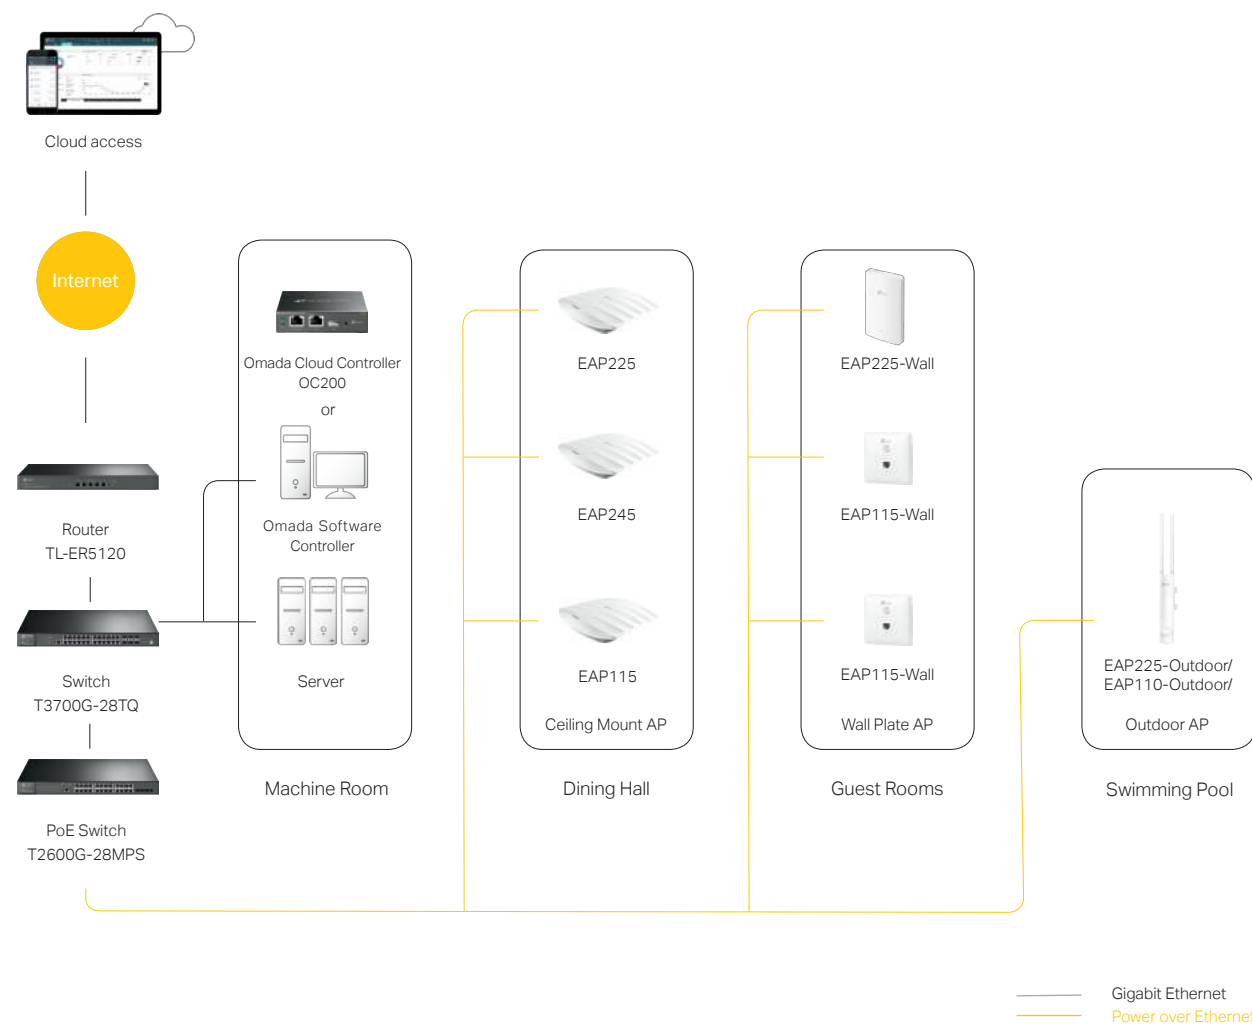 Cloud access
Internet
Router
TL-ER5120
Switch
T3700G-28TQ
PoE Switch
T2600G-28MPS
Omada Cloud Controller
OC200
or
Omada Software
Controller
Server
Machine Room
EAP225
EAP245
EAP115
Ceiling Mount AP
Dining Hall
EAP225-Wall
EAP115-Wall
EAP115-Wall
Wall Plate AP
Guest Rooms
EAP225-Outdoor/
EAP110-Outdoor/
Outdoor AP
Swimming Pool
Gigabit Ethernet
Power over Ethernet